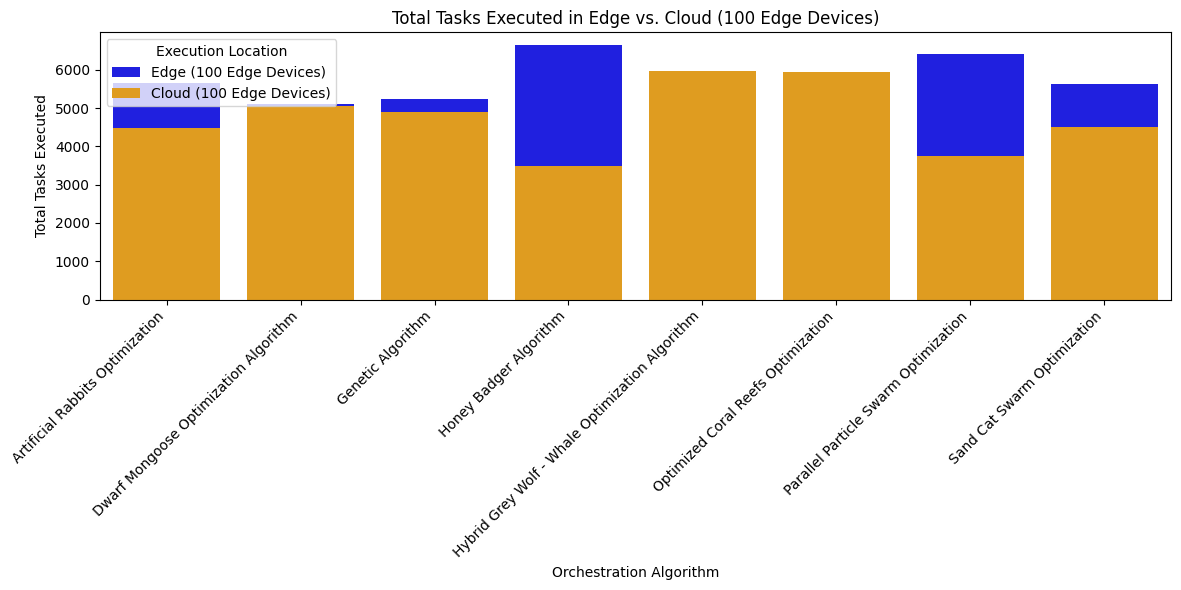 Total Tasks Executed in Edge vs. Cloud (100 Edge Devices)
Execution Location
Edge (100 Edge Devices)
Cloud (100 Edge Devices)
Total Tasks Executed
6000
5000
4000
3000
2000
1000
0
Artificial Rabbits Optimization
Dwarf Mongoose Optimization Algorithm
Genetic Algorithm
Honey Badger Algorithm
Hybrid Grey Wolf - Whale Optimization Algorithm
Optimized Coral Reefs Optimization
Parallel Particle Swarm Optimization
Sand Cat Swarm Optimization
Orchestration Algorithm